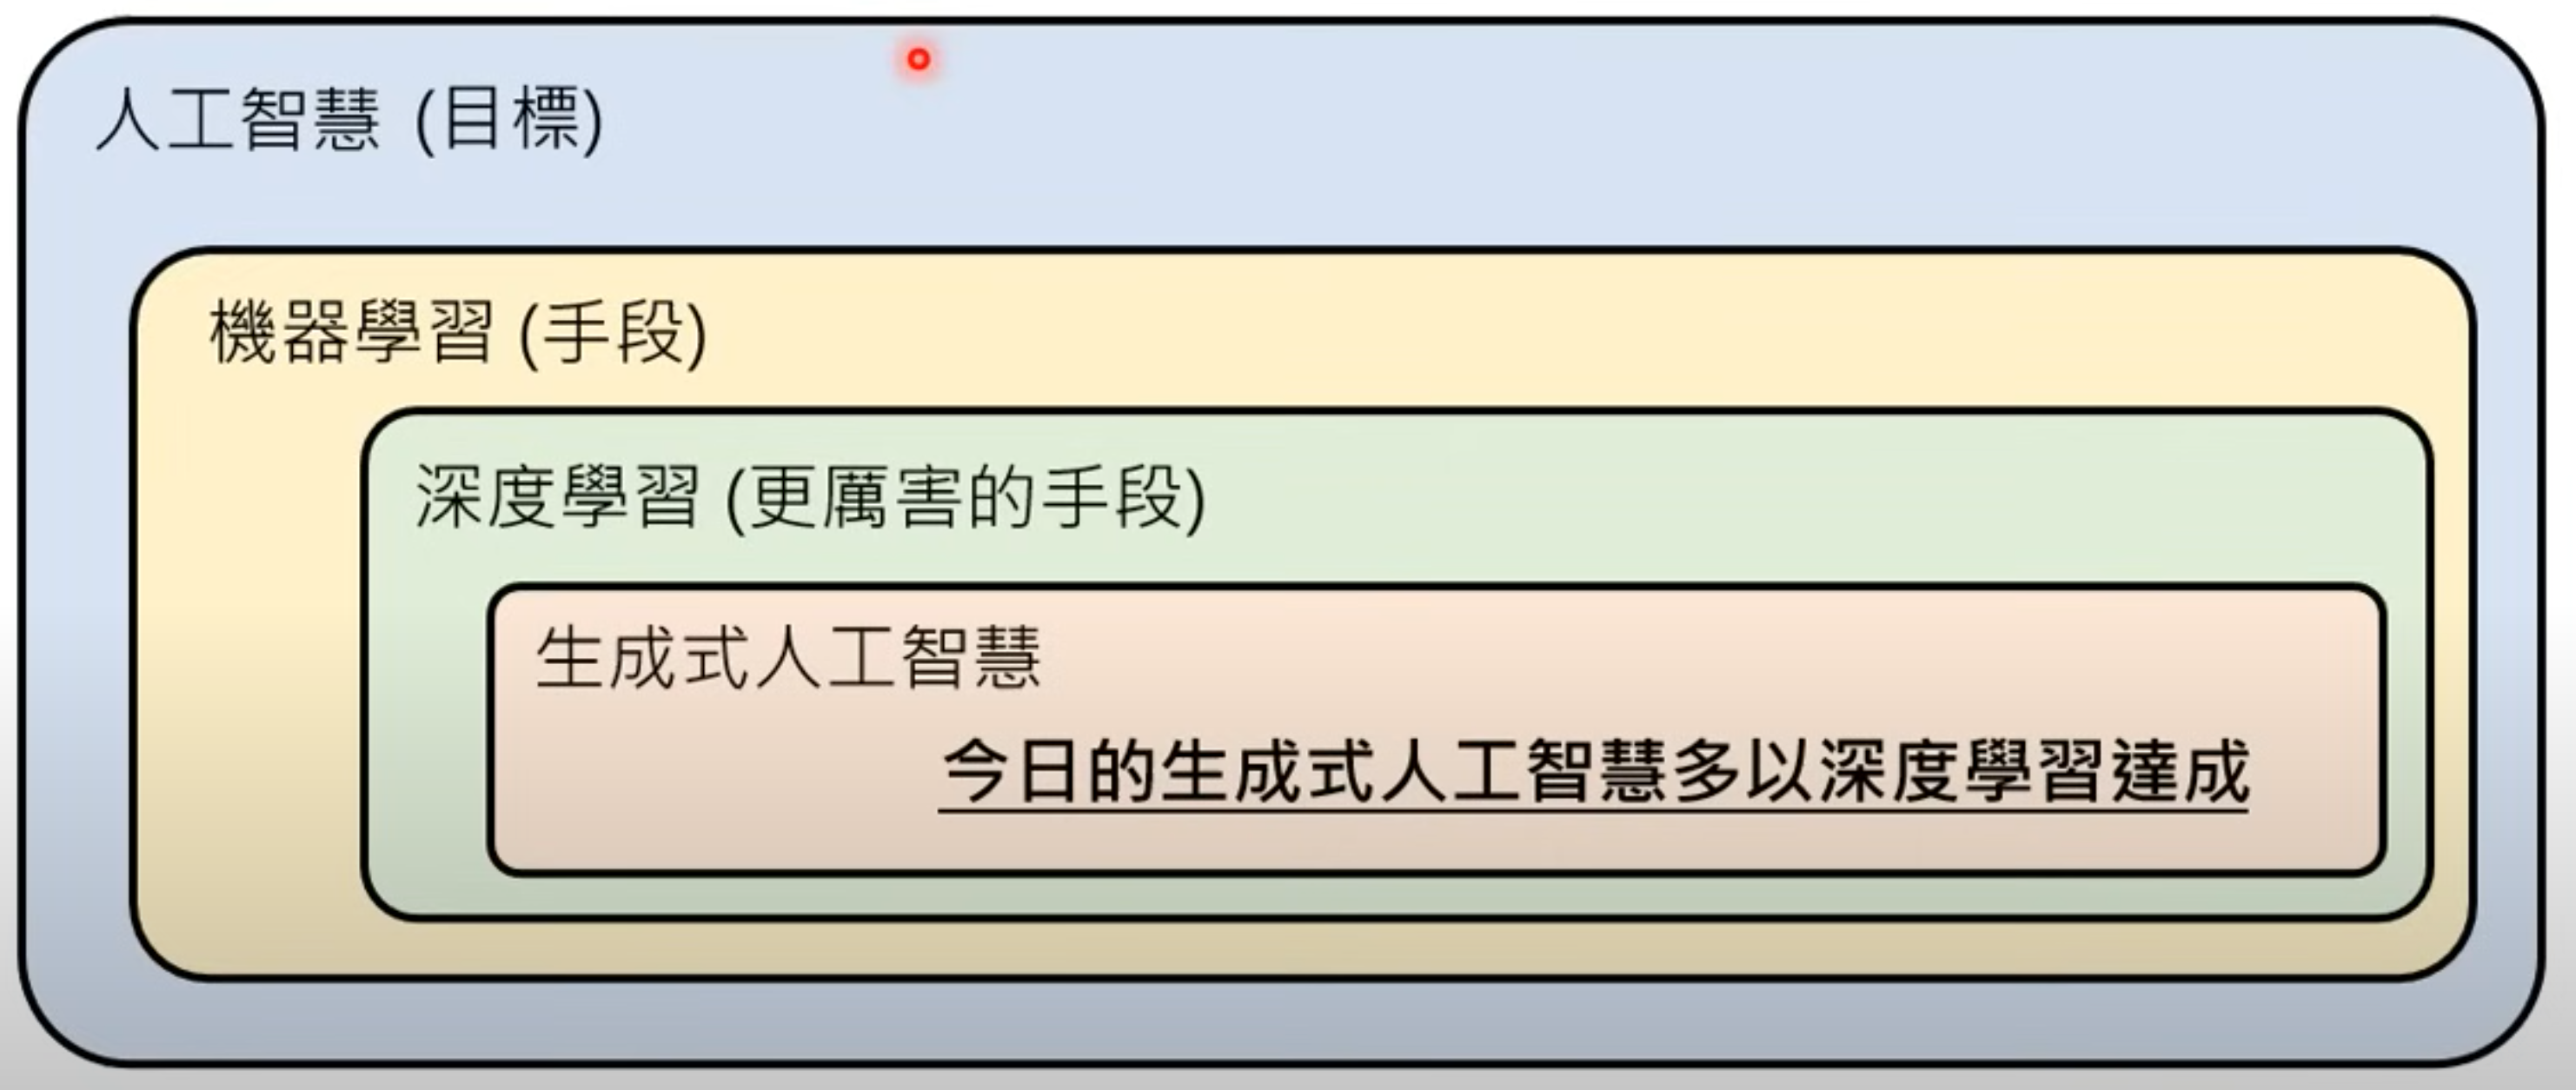 人工智慧 (目標)
機器學習 (手段)
深度學習 (更厲害的手段)
生成式人工智慧
今日的生成式人工智慧多以深度學習達成